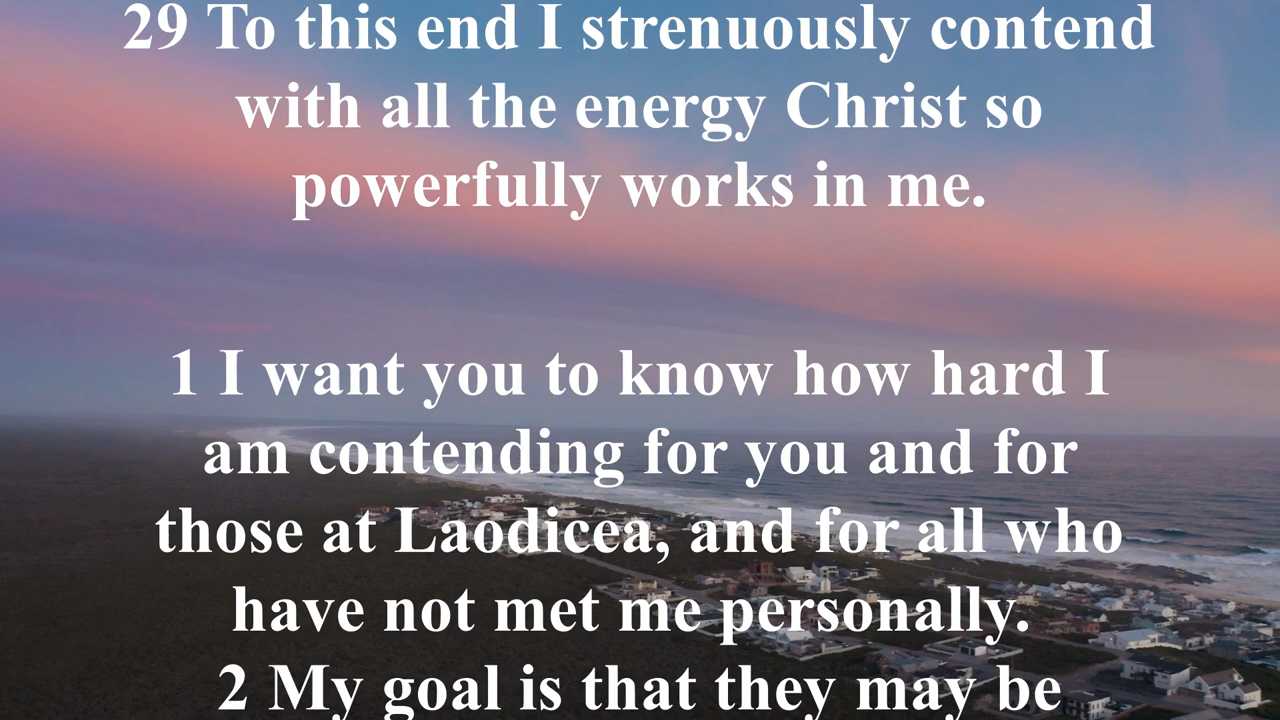 29 To this end I strenuously contend
with all the energy Christ so
powerfully works in me.
1 I want you to know how hard I
am contending for you and for
those at Laodicea, and for all who
have not met me personally.
2 My goal is that they may be